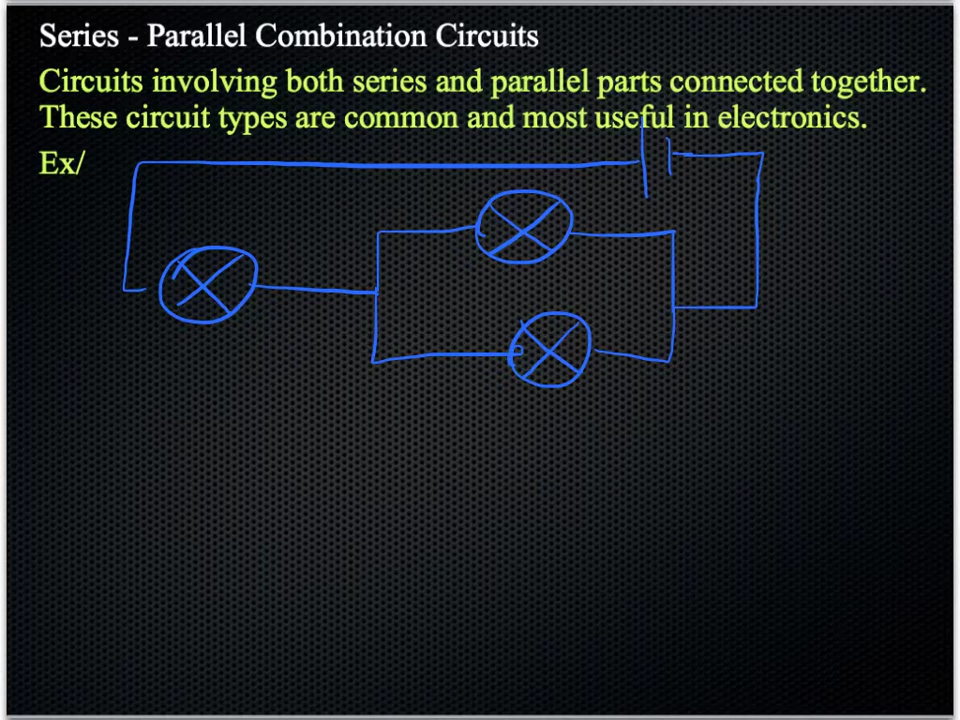 Series - Parallel Combination Circuits
Circuits involving both series and parallel parts connected together.
These circuit types are common and most useful in electronics.
Ex/